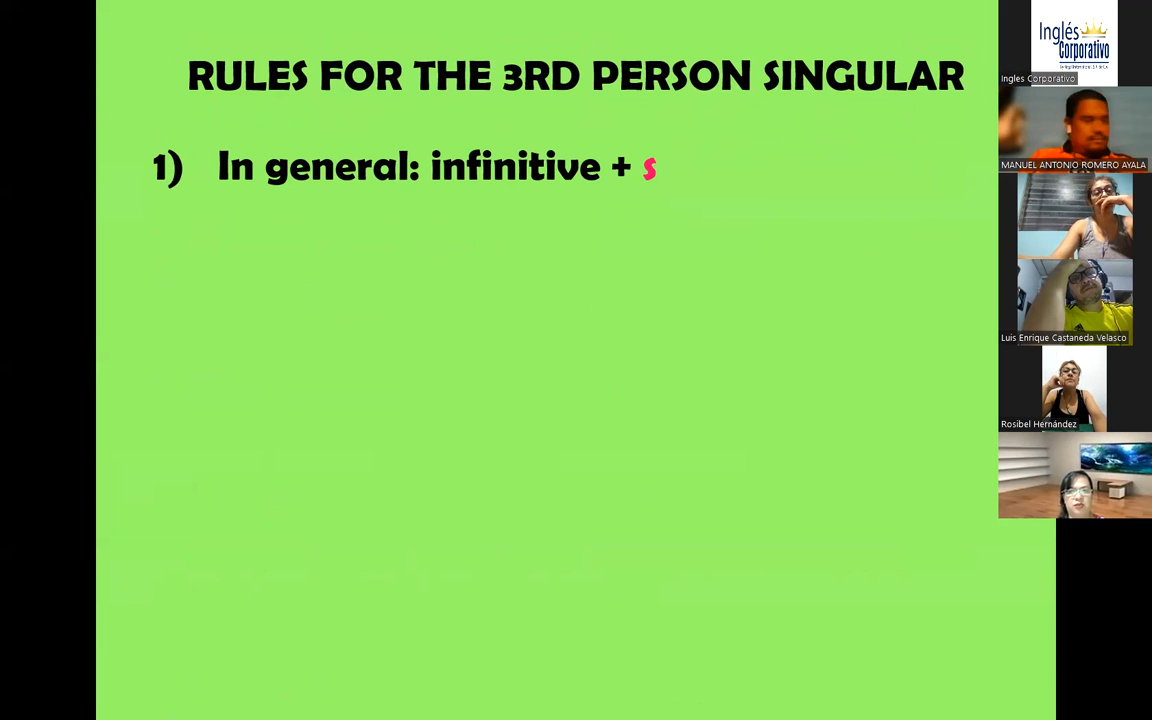 RULES FOR THE 3RD PERSON SINGULAR
1) In general: infinitive + s
Inglés
Corporativo
Ingles Corporativo
MANUEL ANTONIO ROMERO AYALA
Luis Enrique Castaneda Velasco
Rosibel Hernández